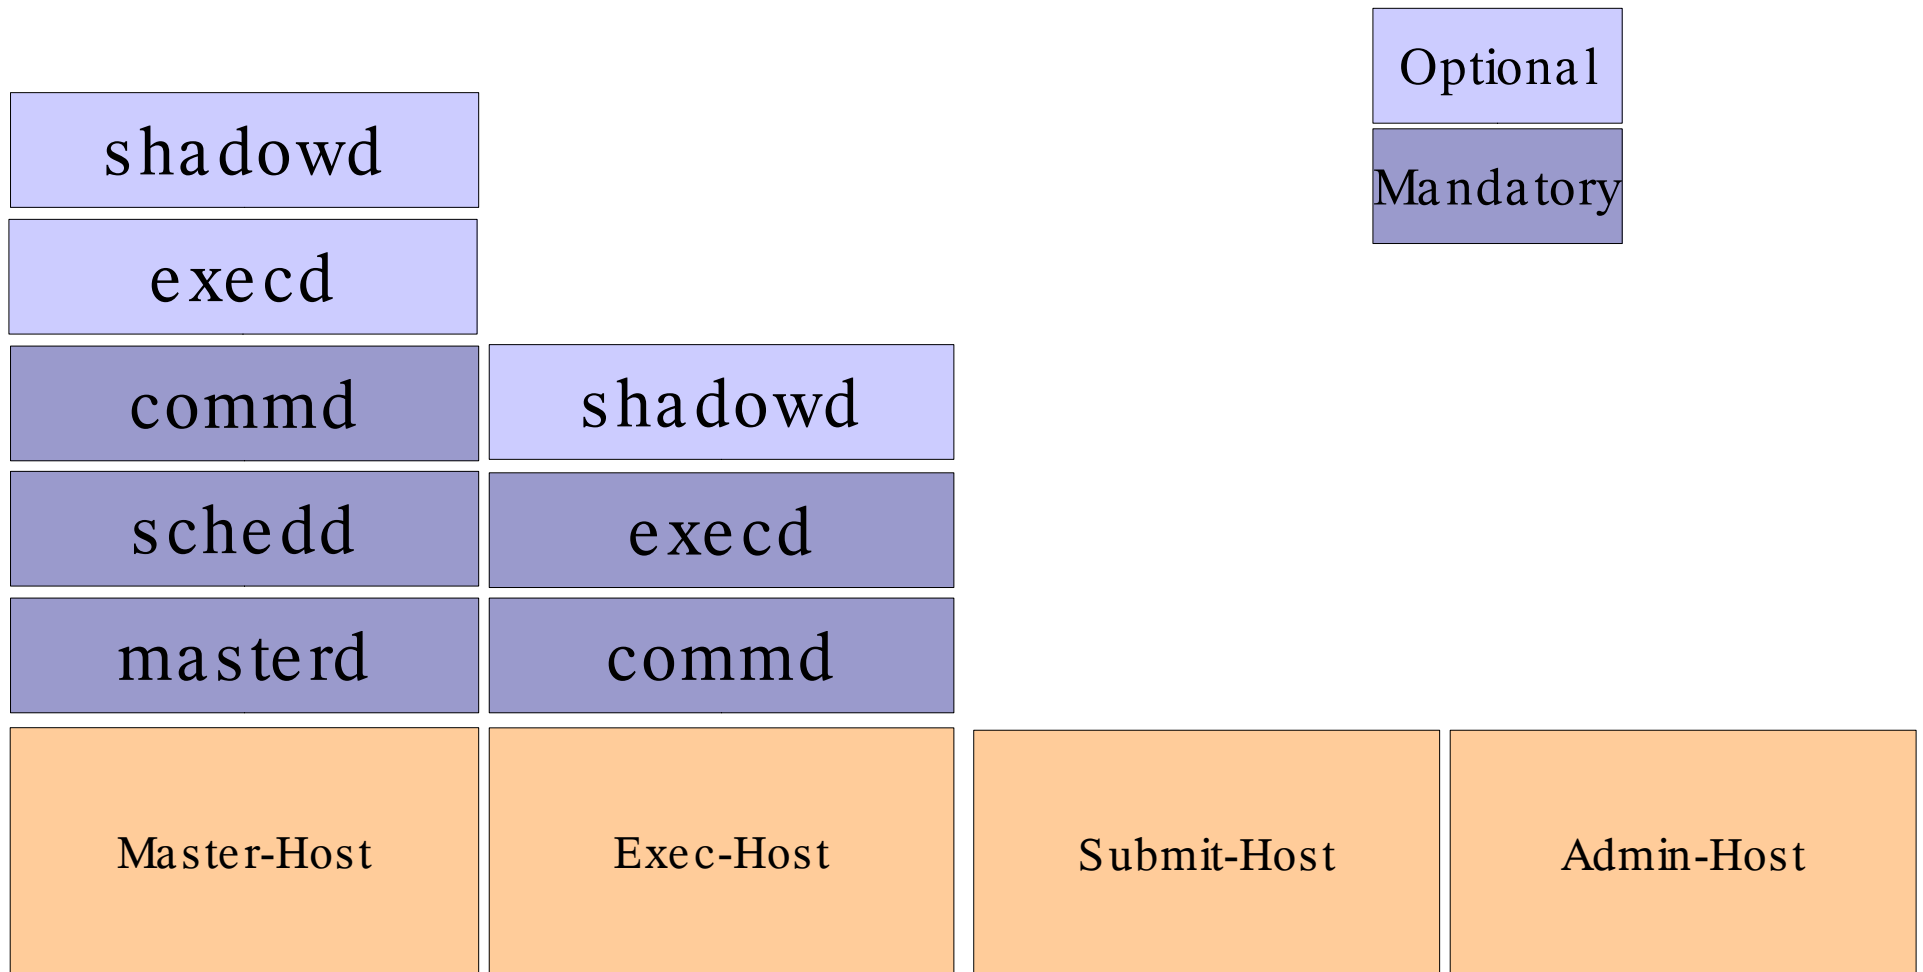 Optional
Mandatory
shadowd
execd
commd
schedd
masterd
Master-Host
shadowd
execd
commd
Exec-Host
Submit-Host
Admin-Host